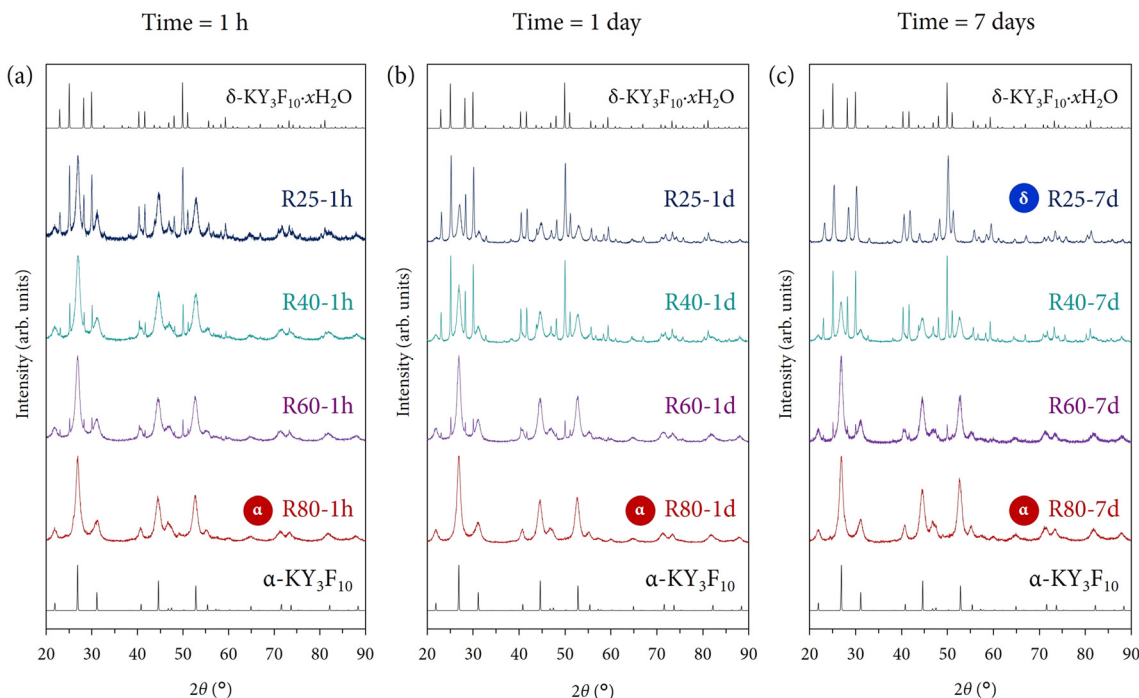 Time = 1 h
Time = 1 day
Time = 7 days
(a)
δ-KY₃F₁₀·xH₂O
R25-1h
R40-1h
R60-1h
α R80-1h
α-KY₃F₁₀
Intensity (arb. units)
20 30 40 50 60 70 80 90
2θ (°)
(b)
δ-KY₃F₁₀·xH₂O
R25-1d
R40-1d
R60-1d
α R80-1d
α-KY₃F₁₀
Intensity (arb. units)
20 30 40 50 60 70 80 90
2θ (°)
(c)
δ-KY₃F₁₀·xH₂O
δ R25-7d
R40-7d
R60-7d
α R80-7d
α-KY₃F₁₀
Intensity (arb. units)
20 30 40 50 60 70 80 90
2θ (°)